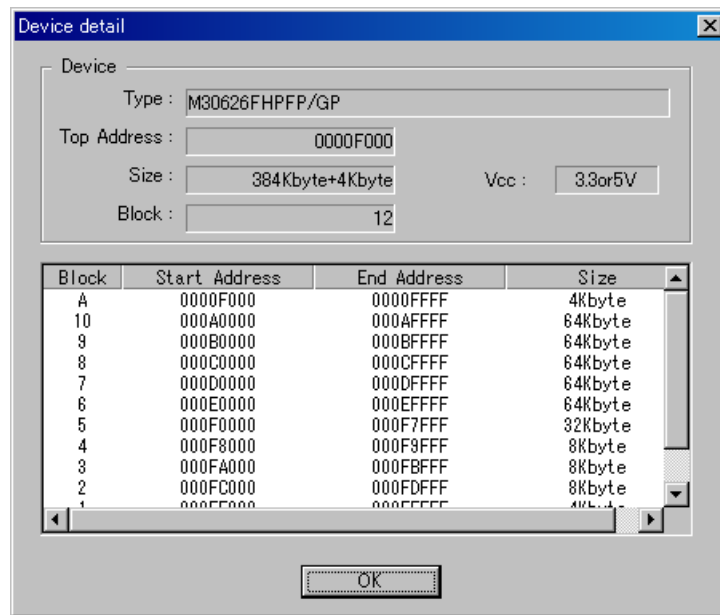 Device detail
Device
Type : M30626FHPFP/GP
Top Address : 0000F000
Size : 384Kbyte+4Kbyte Vcc : 3.3or5V
Block : 12
Block Start Address End Address Size
A 0000F000 0000FFFF 4Kbyte
10 000A0000 000AFFFF 64Kbyte
9 000B0000 000BFFFF 64Kbyte
8 000C0000 000CFFFF 64Kbyte
7 000D0000 000DFFFF 64Kbyte
6 000E0000 000EFFFF 64Kbyte
5 000F0000 000F7FFF 32Kbyte
4 000F8000 000F9FFF 8Kbyte
3 000FA000 000FBFFF 8Kbyte
2 000FC000 000FDFFF 8Kbyte
OK